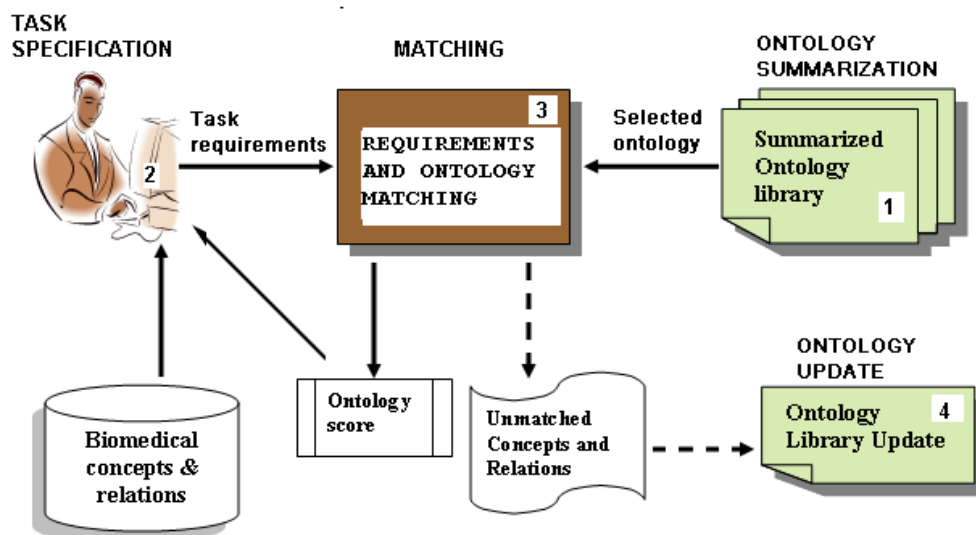 TASK
SPECIFICATION
2
Task
requirements
MATCHING
3
REQUIREMENTS
AND ONTOLOGY
MATCHING
Selected
ontology
ONTOLOGY
SUMMARIZATION
Summarized
Ontology
library
1
Biomedical
concepts &
relations
Ontology
score
Unmatched
Concepts and
Relations
ONTOLOGY
UPDATE
Ontology
Library Update
4